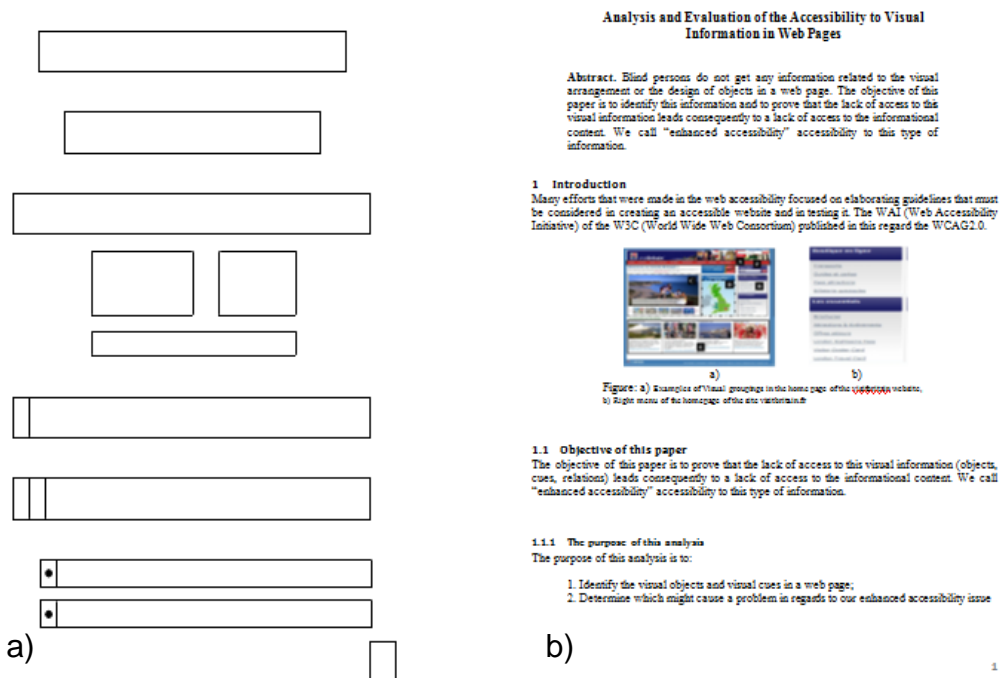 Analysis and Evaluation of the Accessibility to Visual
Information in Web Pages
Abstract. Blind persons do not get any information related to the visual
arrangement or the design of objects in a web page. The objective of this
paper is to identify this information and to prove that the lack of access to this
visual information leads consequently to a lack of access to the informational
content. We call “enhanced accessibility” accessibility to this type of
information.
1 Introduction
Many efforts that were made in the web accessibility focused on elaborating guidelines that must
be considered in creating an accessible website and in testing it. The WAI (Web Accessibility
Initiative) of the W3C (World Wide Web Consortium) published in this regard the WCAG2.0.
a) b)
Figure: a) Examples of Visual groupings in the home page of the visitbritain website,
b) Right menu of the homepage of the site visitbritain.fr
1.1 Objective of this paper
The objective of this paper is to prove that the lack of access to this visual information (objects,
cues, relations) leads consequently to a lack of access to the informational content. We call
“enhanced accessibility” accessibility to this type of information.
1.1.1 The purpose of this analysis
The purpose of this analysis is to:
1. Identify the visual objects and visual cues in a web page;
2. Determine which might cause a problem in regards to our enhanced accessibility issue
a) b)
1